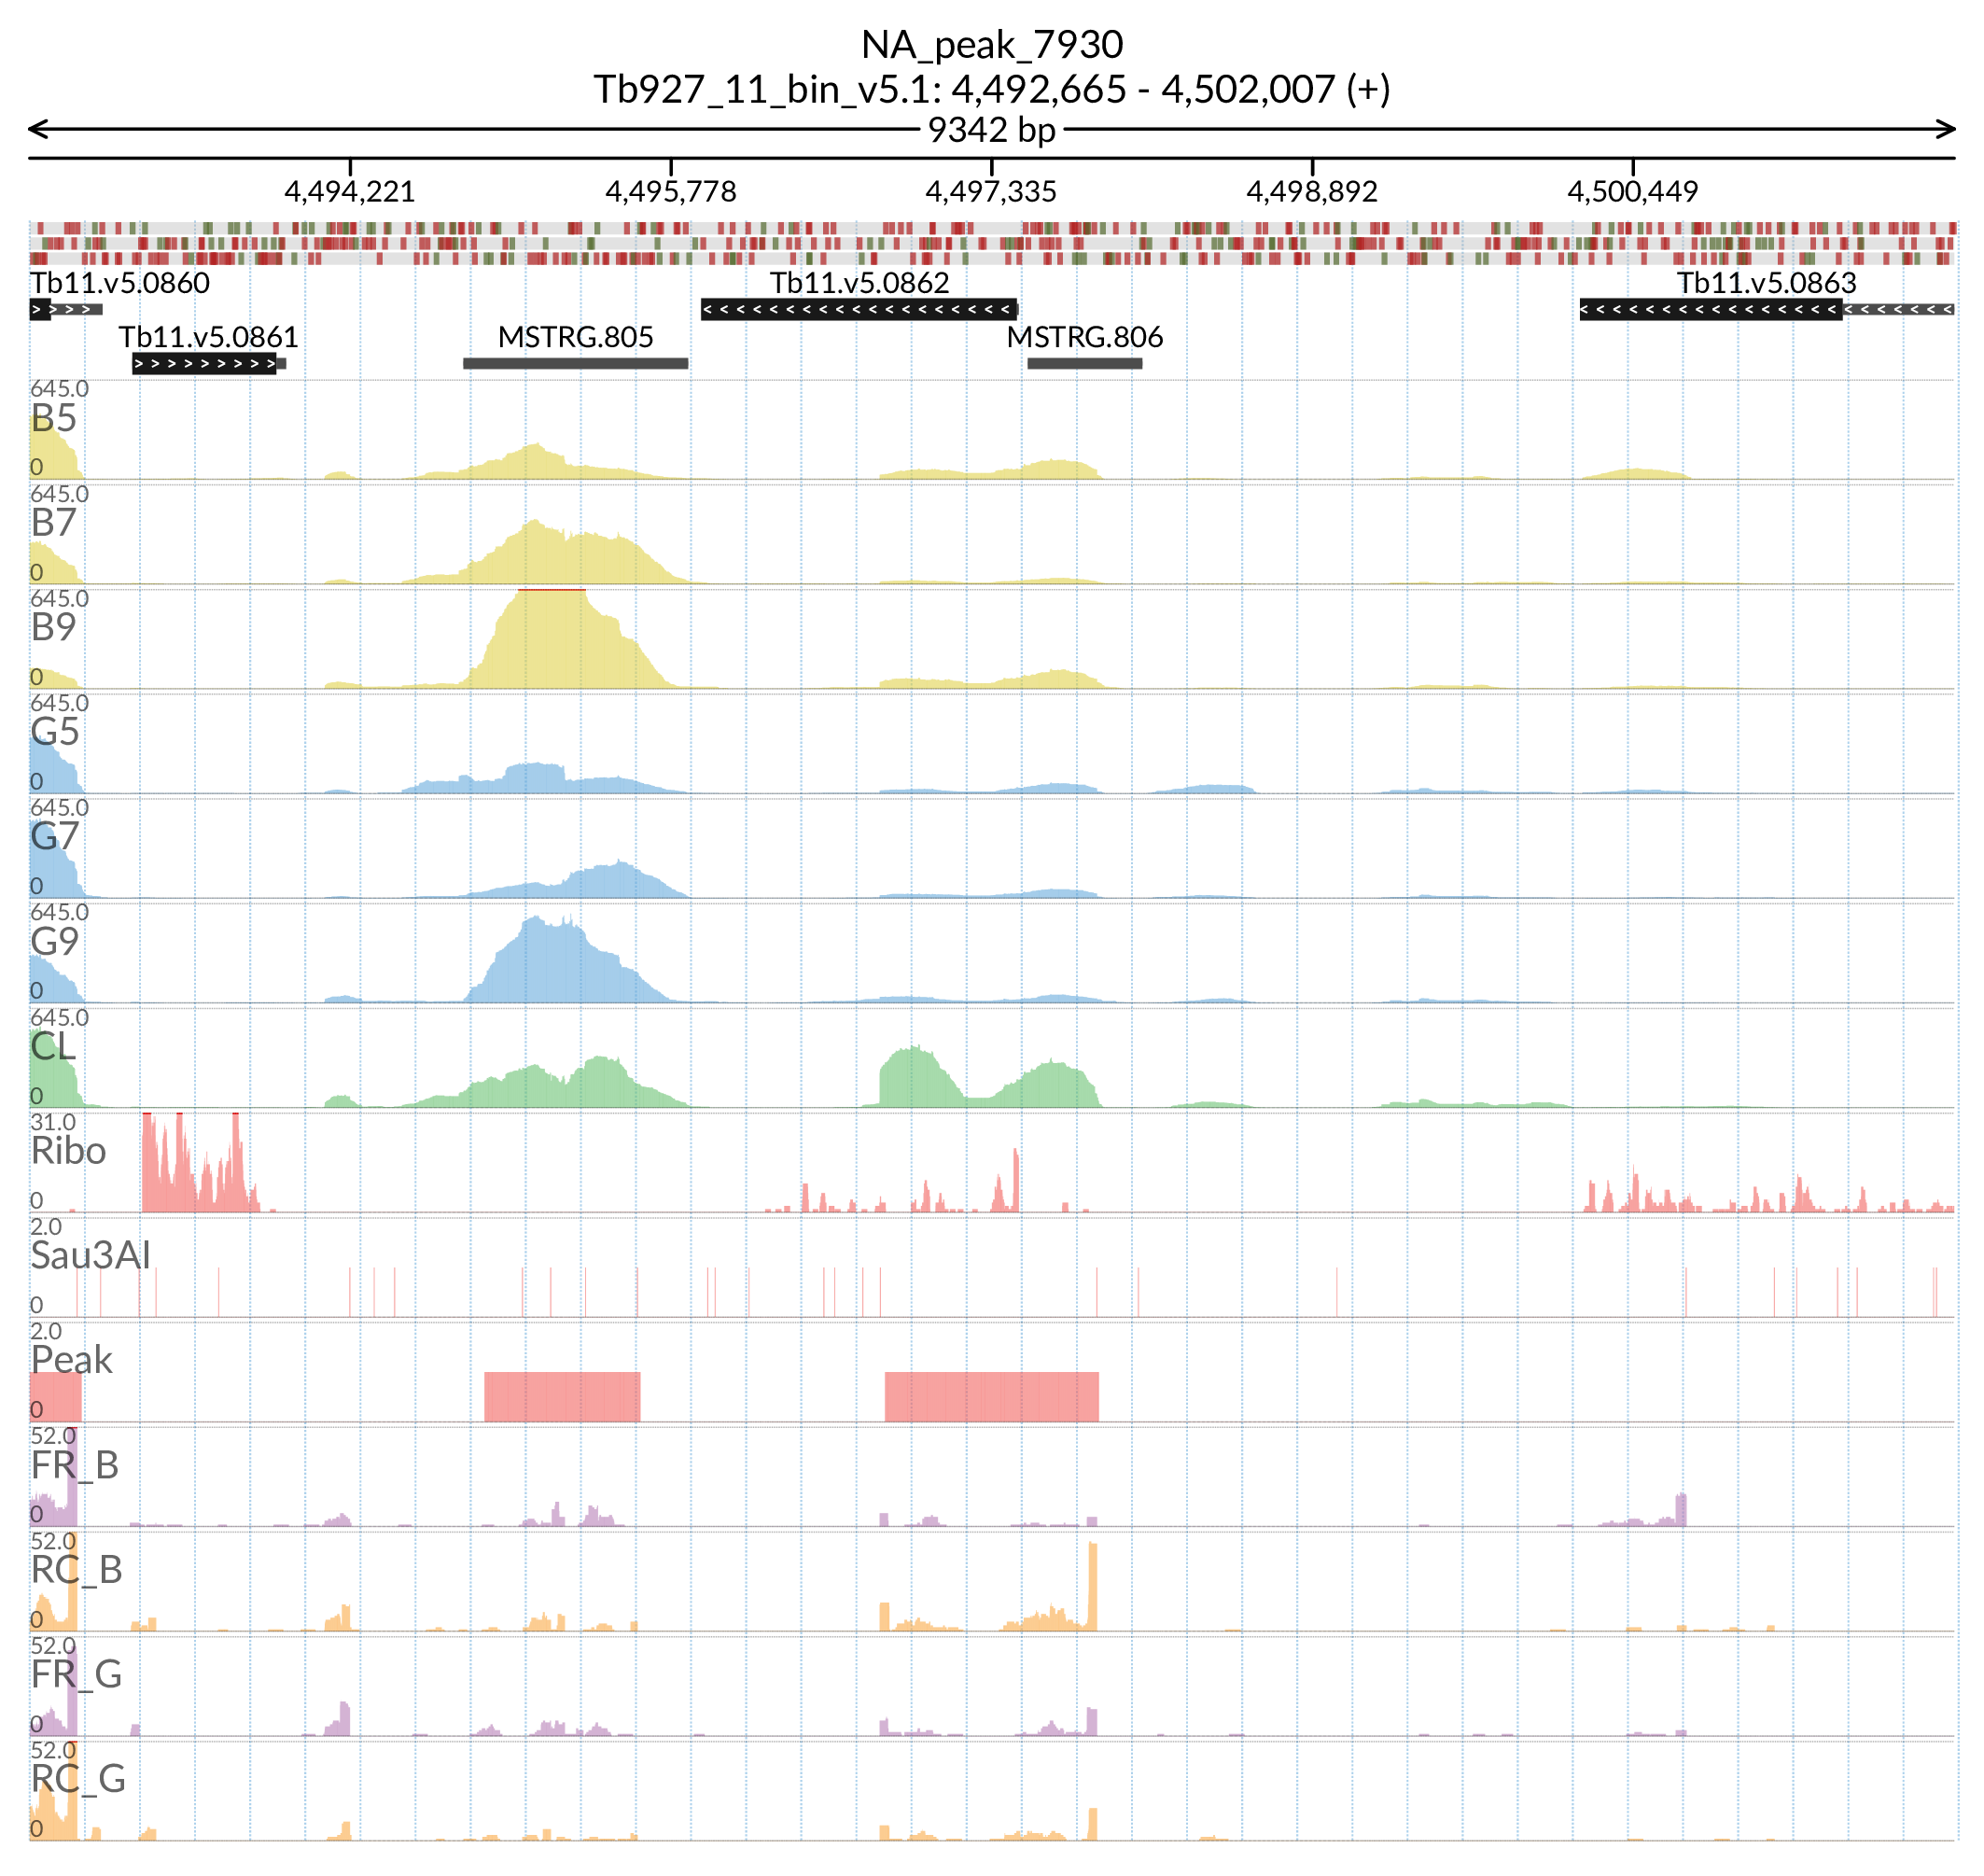 NA_peak_7930
Tb927_11_bin_v5.1: 4,492,665 - 4,502,007 (+)
9342 bp
4,494,221 4,495,778 4,497,335 4,498,892 4,500,449
Tb11.v5.0860 Tb11.v5.0862 Tb11.v5.0863
Tb11.v5.0861 MSTRG.805 MSTRG.806
645.0
B5
0
645.0
B7
0
645.0
B9
0
645.0
G5
0
645.0
G7
0
645.0
G9
0
645.0
CL
0
31.0
Ribo
0
2.0
Sau3AI
0
2.0
Peak
0
52.0
FR_B
0
52.0
RC_B
0
52.0
FR_G
0
52.0
RC_G
0